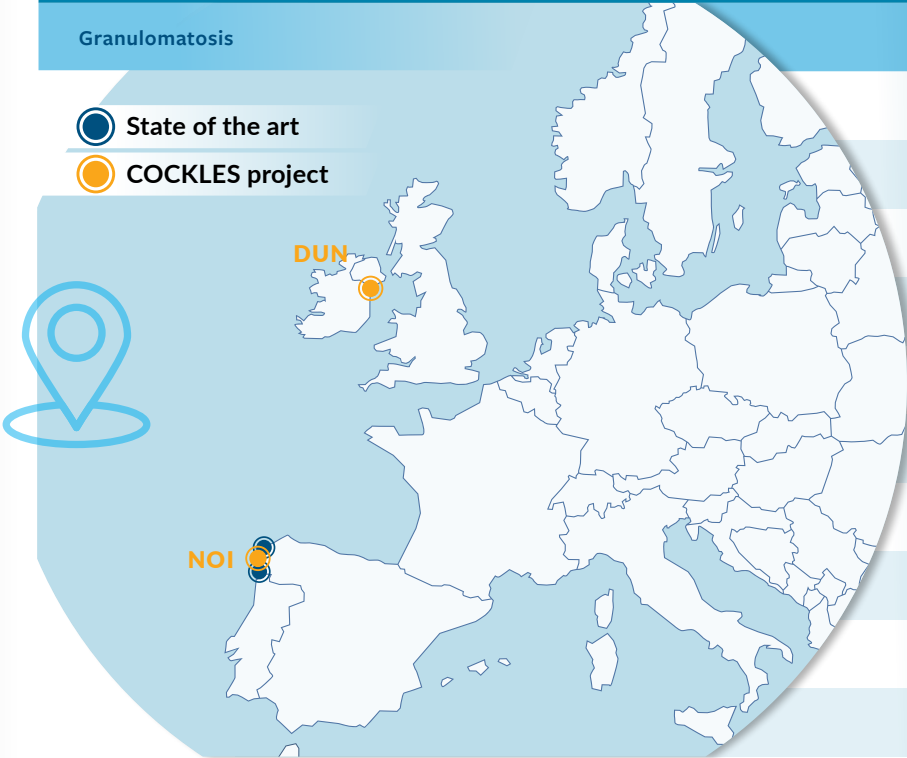 Granulomatosis
State of the art
COCKLES project
DUN
NOI